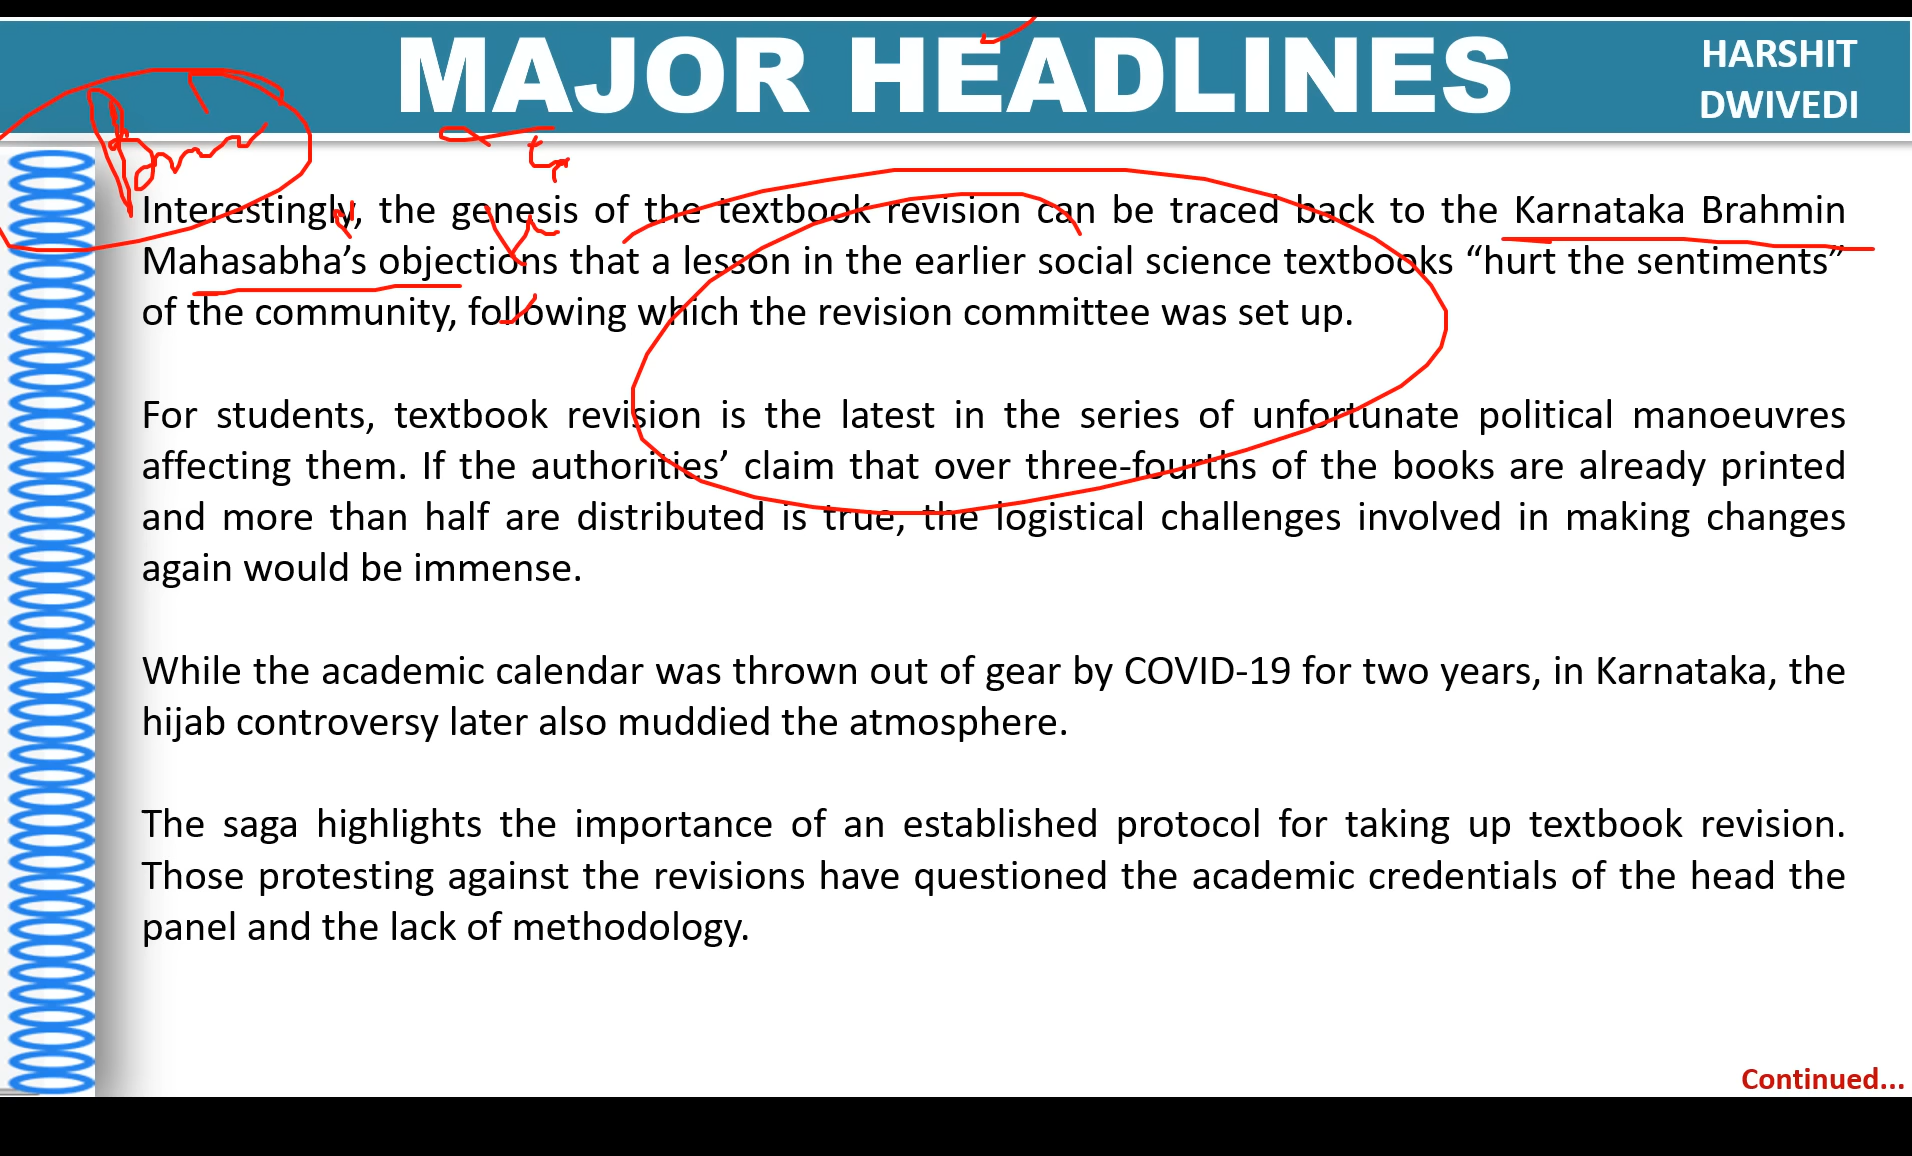 MAJOR HEADLINES
HARSHIT
DWIVEDI
Interestingly, the genesis of the textbook revision can be traced back to the Karnataka Brahmin
Mahasabha’s objections that a lesson in the earlier social science textbooks “hurt the sentiments”
of the community, following which the revision committee was set up.
For students, textbook revision is the latest in the series of unfortunate political manoeuvres
affecting them. If the authorities’ claim that over three-fourths of the books are already printed
and more than half are distributed is true, the logistical challenges involved in making changes
again would be immense.
While the academic calendar was thrown out of gear by COVID-19 for two years, in Karnataka, the
hijab controversy later also muddied the atmosphere.
The saga highlights the importance of an established protocol for taking up textbook revision.
Those protesting against the revisions have questioned the academic credentials of the head the
panel and the lack of methodology.
Continued...